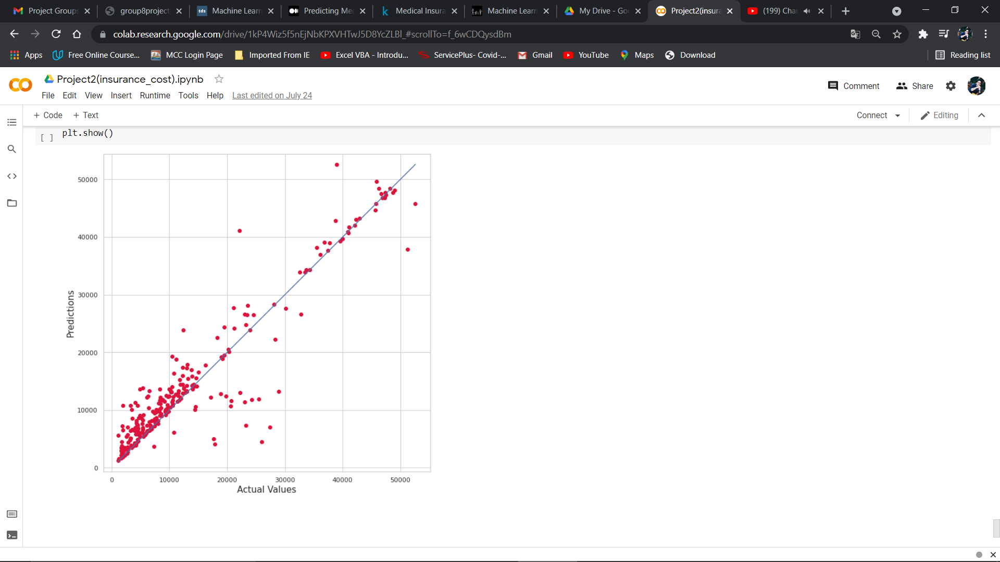 Project Groups
group8project
tds Machine Learn
Predicting Me
k Medical Insura
Machine Learn
My Drive - Go
Project2(insura
(199) Char
colab.research.google.com/drive/1kP4Wiz5f5nEjNbKPXVHTwJ5D8YcZLBl_#scrollTo=f_6wCDQysdBm
Apps Free Online Course... MCC Login Page Imported From IE Excel VBA - Introdu... ServicePlus- Covid-... Gmail YouTube Maps Download Reading list
Project2(insurance_cost).ipynb
Comment Share
File Edit View Insert Runtime Tools Help Last edited on July 24
+ Code + Text Connect Editing
[ ] plt.show()
50000
40000
30000
20000
10000
0
Predictions
0 10000 20000 30000 40000 50000
Actual Values